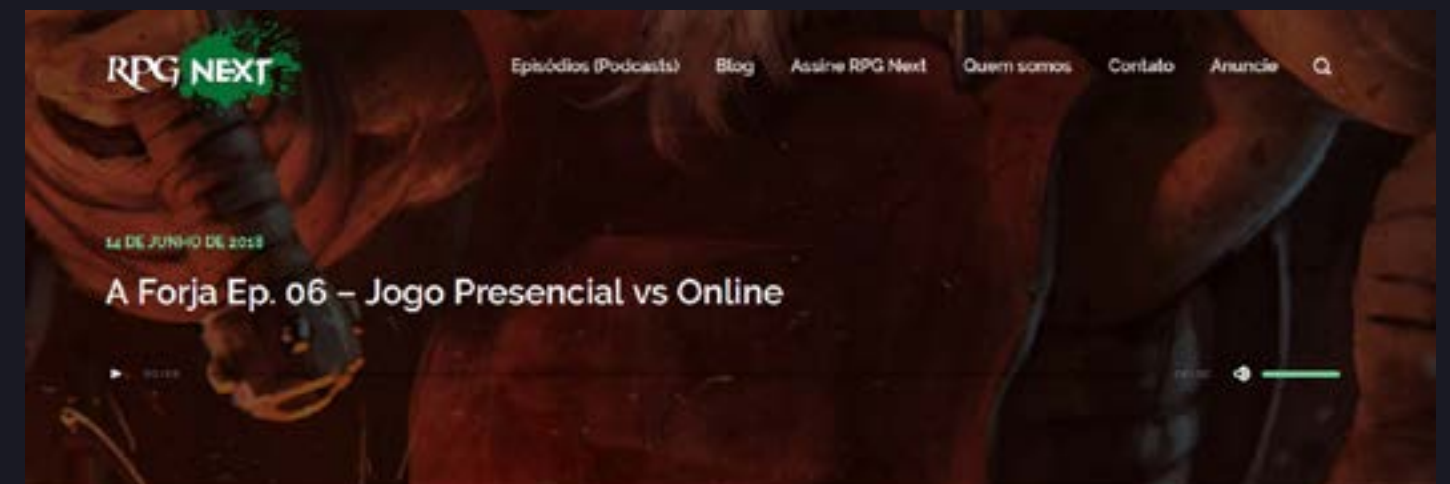 RPG NEXT
Episódios (Podcasts) Blog Assine RPG Next Quem somos Contato Anuncie
14 DE JUNHO DE 2018
A Forja Ep. 06 – Jogo Presencial vs Online